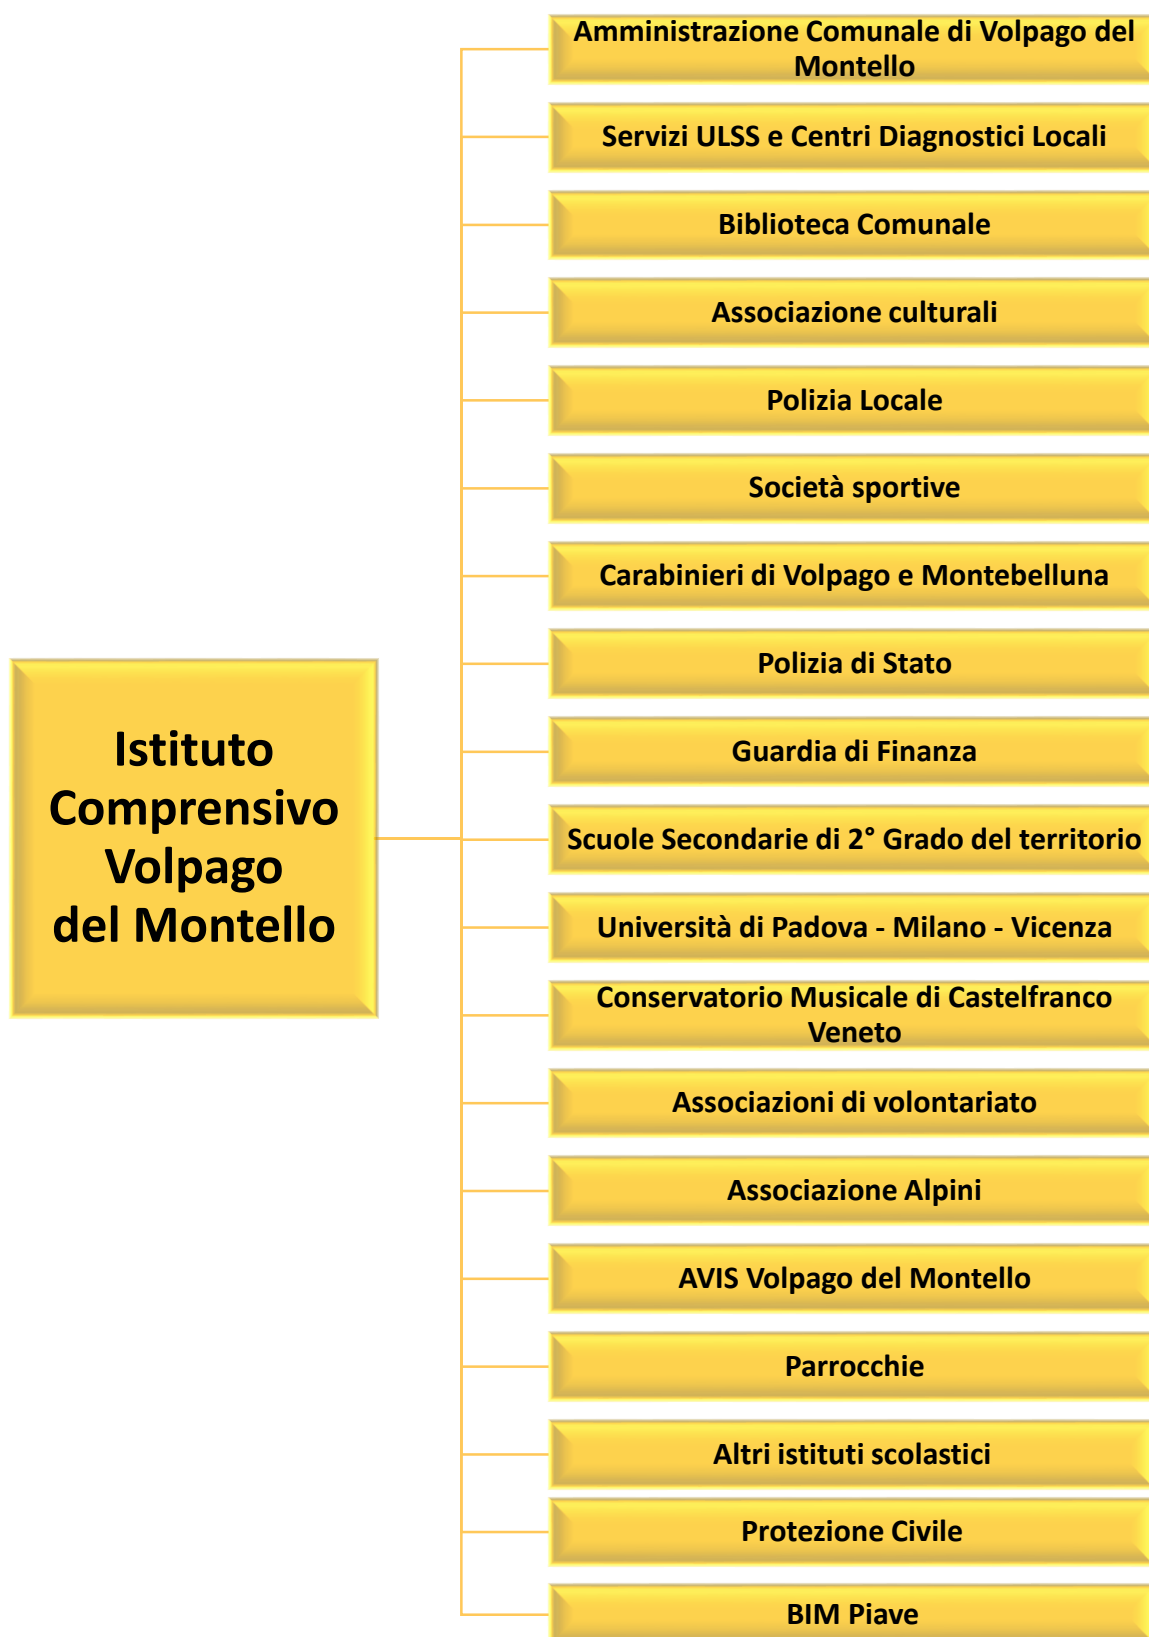 Amministrazione Comunale di Volpago del
Montello
Servizi ULSS e Centri Diagnostici Locali
Biblioteca Comunale
Associazione culturali
Polizia Locale
Società sportive
Carabinieri di Volpago e Montebelluna
Polizia di Stato
Guardia di Finanza
Istituto
Comprensivo
Volpago
del Montello
Scuole Secondarie di 2° Grado del territorio
Università di Padova - Milano - Vicenza
Conservatorio Musicale di Castelfranco
Veneto
Associazioni di volontariato
Associazione Alpini
AVIS Volpago del Montello
Parrocchie
Altri istituti scolastici
Protezione Civile
BIM Piave